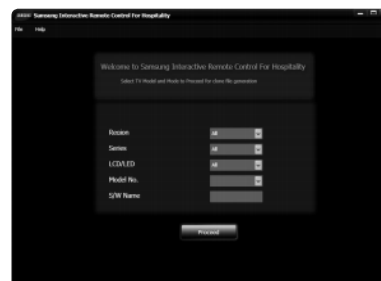 Samsung Interactive Remote Control For Hospitality
File Help
Welcome to Samsung Interactive Remote Control For Hospitality
Select TV Model and Mode to Proceed for clone file generation
Region All
Series All
LCD/LED All
Model No.
S/W Name
Proceed